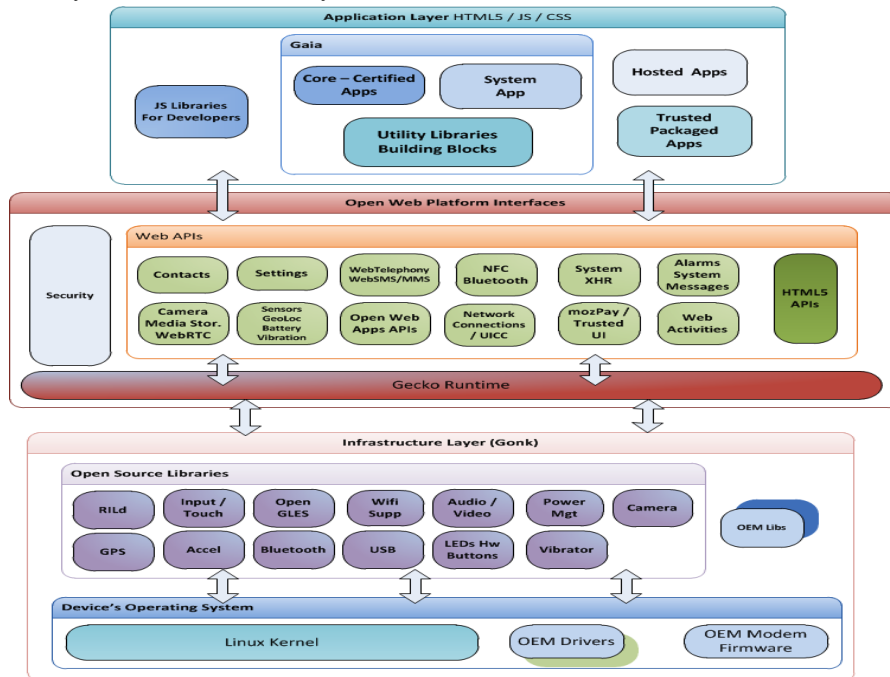 Application Layer HTML5 / JS / CSS
Gaia
JS Libraries
For Developers
Core – Certified
Apps
System
App
Utility Libraries
Building Blocks
Hosted Apps
Trusted
Packaged
Apps
Open Web Platform Interfaces
Security
Web APIs
Contacts
Settings
WebTelephony
WebSMS/MMS
NFC
Bluetooth
System
XHR
Alarms
System
Messages
Camera
Media Stor.
WebRTC
Sensors
GeoLoc
Battery
Vibration
Open Web
Apps APIs
Network
Connections
/ UICC
mozPay /
Trusted
UI
Web
Activities
HTML5
APIs
Gecko Runtime
Infrastructure Layer (Gonk)
Open Source Libraries
RILd
Input /
Touch
Open
GLES
Wifi
Supp
Audio /
Video
Power
Mgt
Camera
GPS
Accel
Bluetooth
USB
LEDs Hw
Buttons
Vibrator
OEM Libs
Device's Operating System
Linux Kernel
OEM Drivers
OEM Modem
Firmware